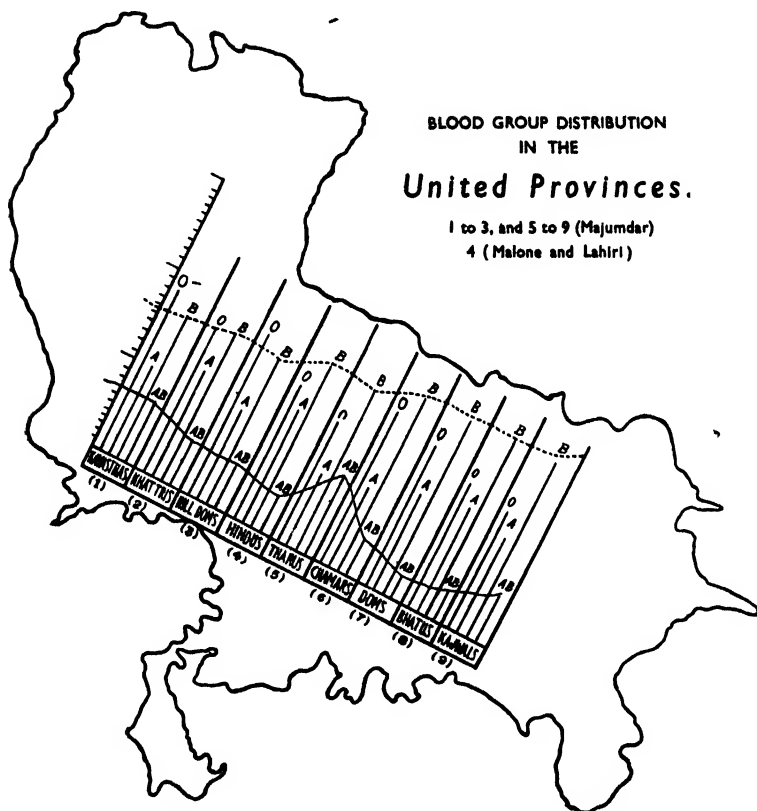 BLOOD GROUP DISTRIBUTION
IN THE
United Provinces.
1 to 3, and 5 to 9 (Majumdar)
4 (Malone and Lahiri)
O
B
O
B
O
B
B
B
B
B
B
B
A
A
A
O
A
O
O
O
O
O
A
A
A
A
A
AB
AB
AB
AB
AB
AB
AB
AB
AB
KHATTRIS
HILL DOMS
HINDUS
THARUS
CHAMARS
DOMS
BHATUS
(1)
(2)
(3)
(4)
(5)
(6)
(7)
(8)
(9)